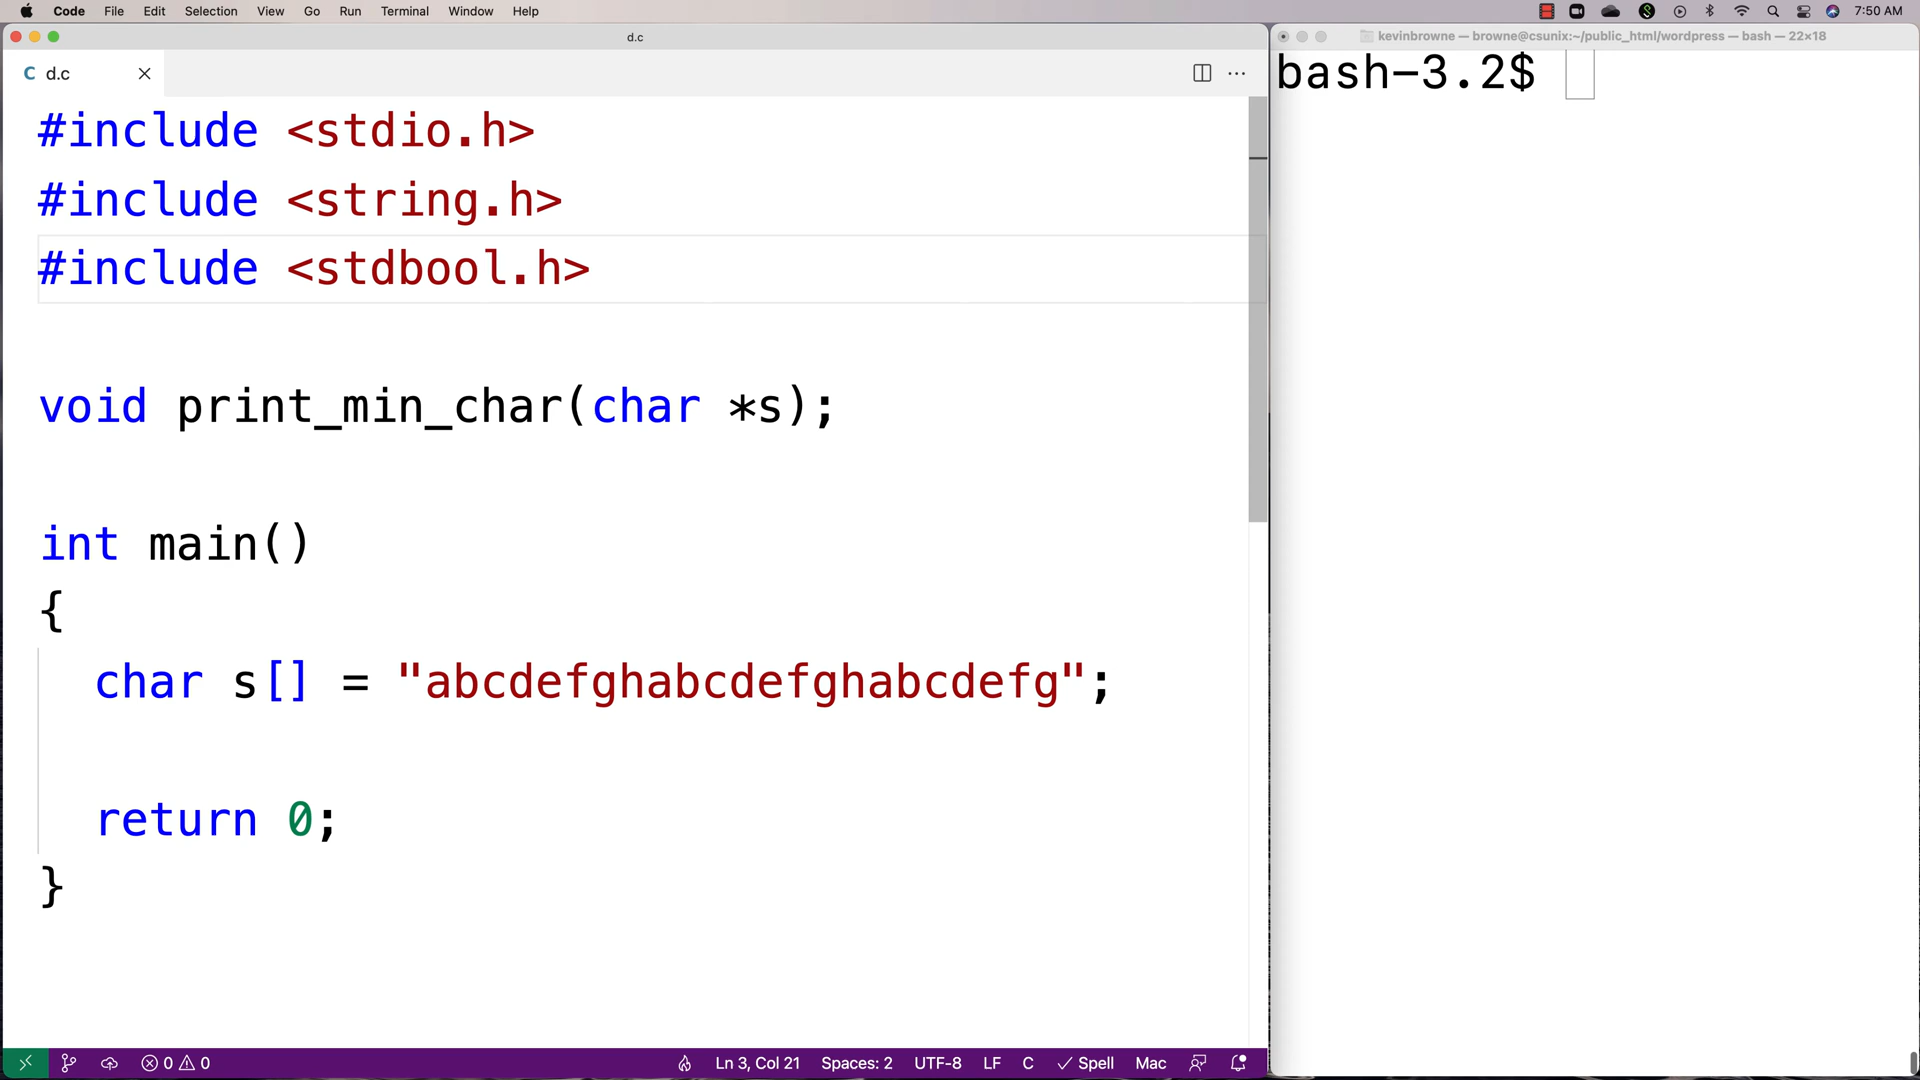 Code File Edit Selection View Go Run Terminal Window Help 7:50 AM
d.c
kevinbrowne — browne@csunix:~/public_html/wordpress — bash — 22×18
C d.c
bash-3.2$
#include <stdio.h>
#include <string.h>
#include <stdbool.h>
void print_min_char(char *s);
int main()
{
char s[] = "abcdefghabcdefghabcdefg";
return 0;
}
0 0 Ln 3, Col 21 Spaces: 2 UTF-8 LF C Spell Mac